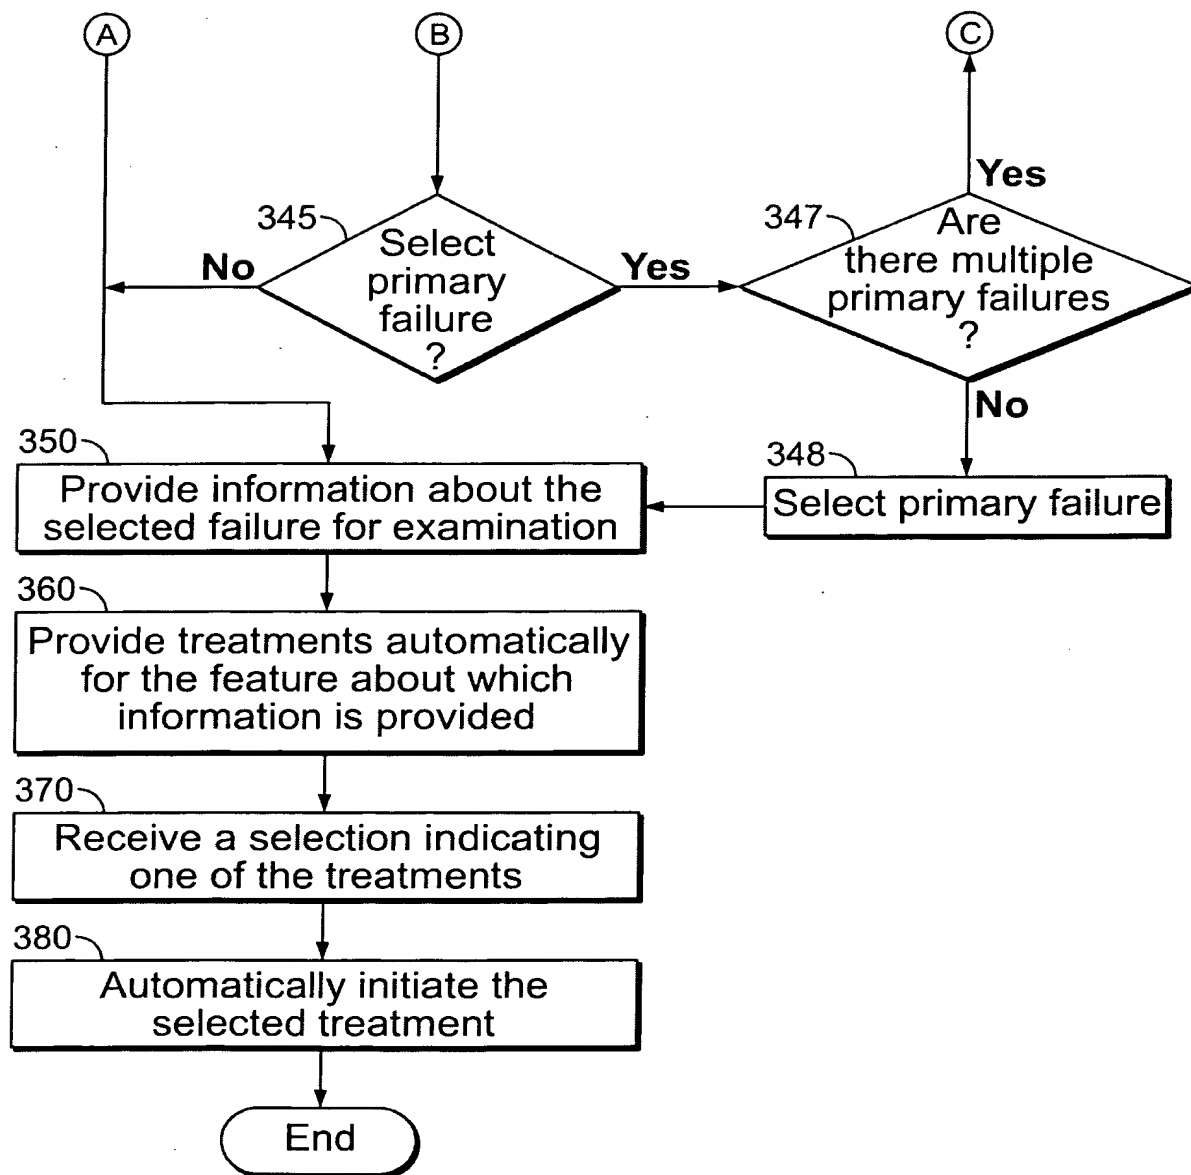 A
B
C
Yes
345
347
Select
primary
failure
?
No
Yes
Are
there multiple
primary failures
?
No
350
Provide information about the
selected failure for examination
348
Select primary failure
360
Provide treatments automatically
for the feature about which
information is provided
370
Receive a selection indicating
one of the treatments
380
Automatically initiate the
selected treatment
End